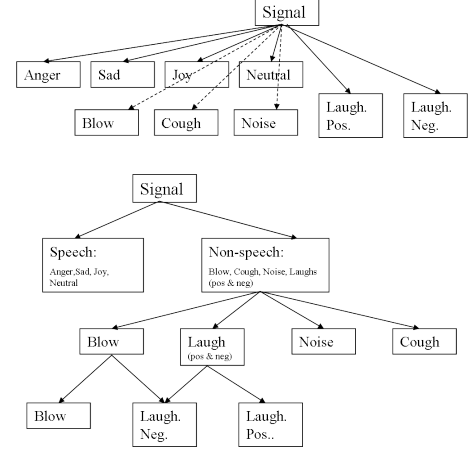 Signal
Anger
Sad
Joy
Neutral
Blow
Cough
Noise
Laugh.
Pos.
Laugh.
Neg.
Signal
Speech:
Anger,Sad, Joy,
Neutral
Non-speech:
Blow, Cough, Noise, Laughs
(pos & neg)
Blow
Laugh
(pos & neg)
Noise
Cough
Blow
Laugh.
Neg.
Laugh.
Pos..